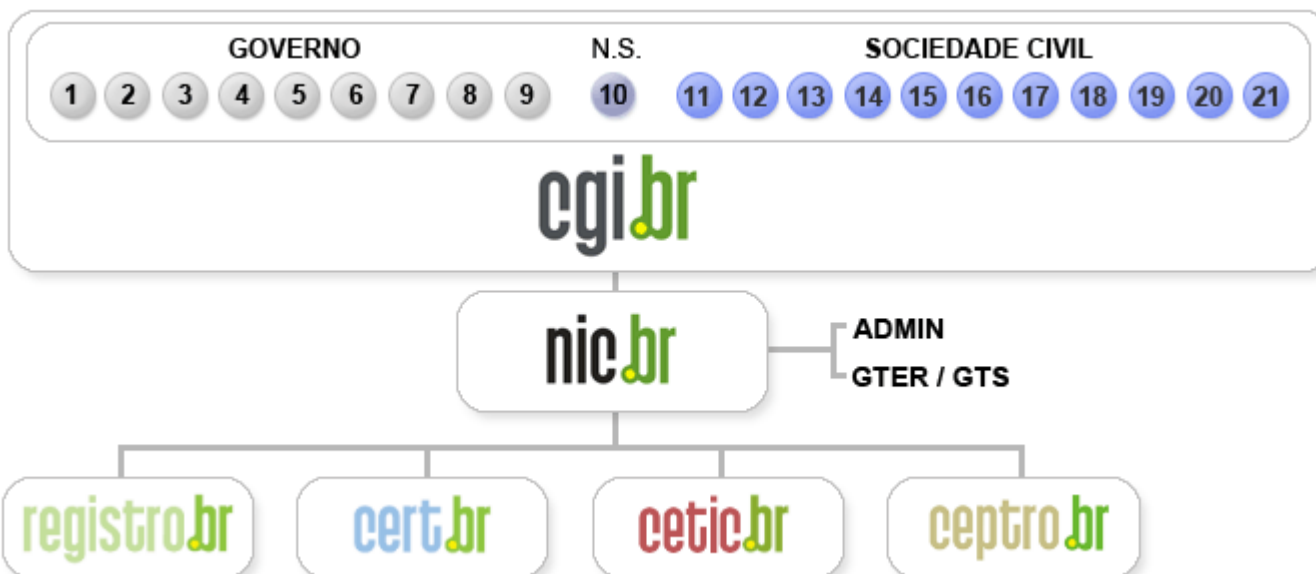 GOVERNO N.S. SOCIEDADE CIVIL
1 2 3 4 5 6 7 8 9 10 11 12 13 14 15 16 17 18 19 20 21
cgi.br
nic.br
ADMIN
GTER / GTS
registro.br cert.br cetic.br ceptro.br